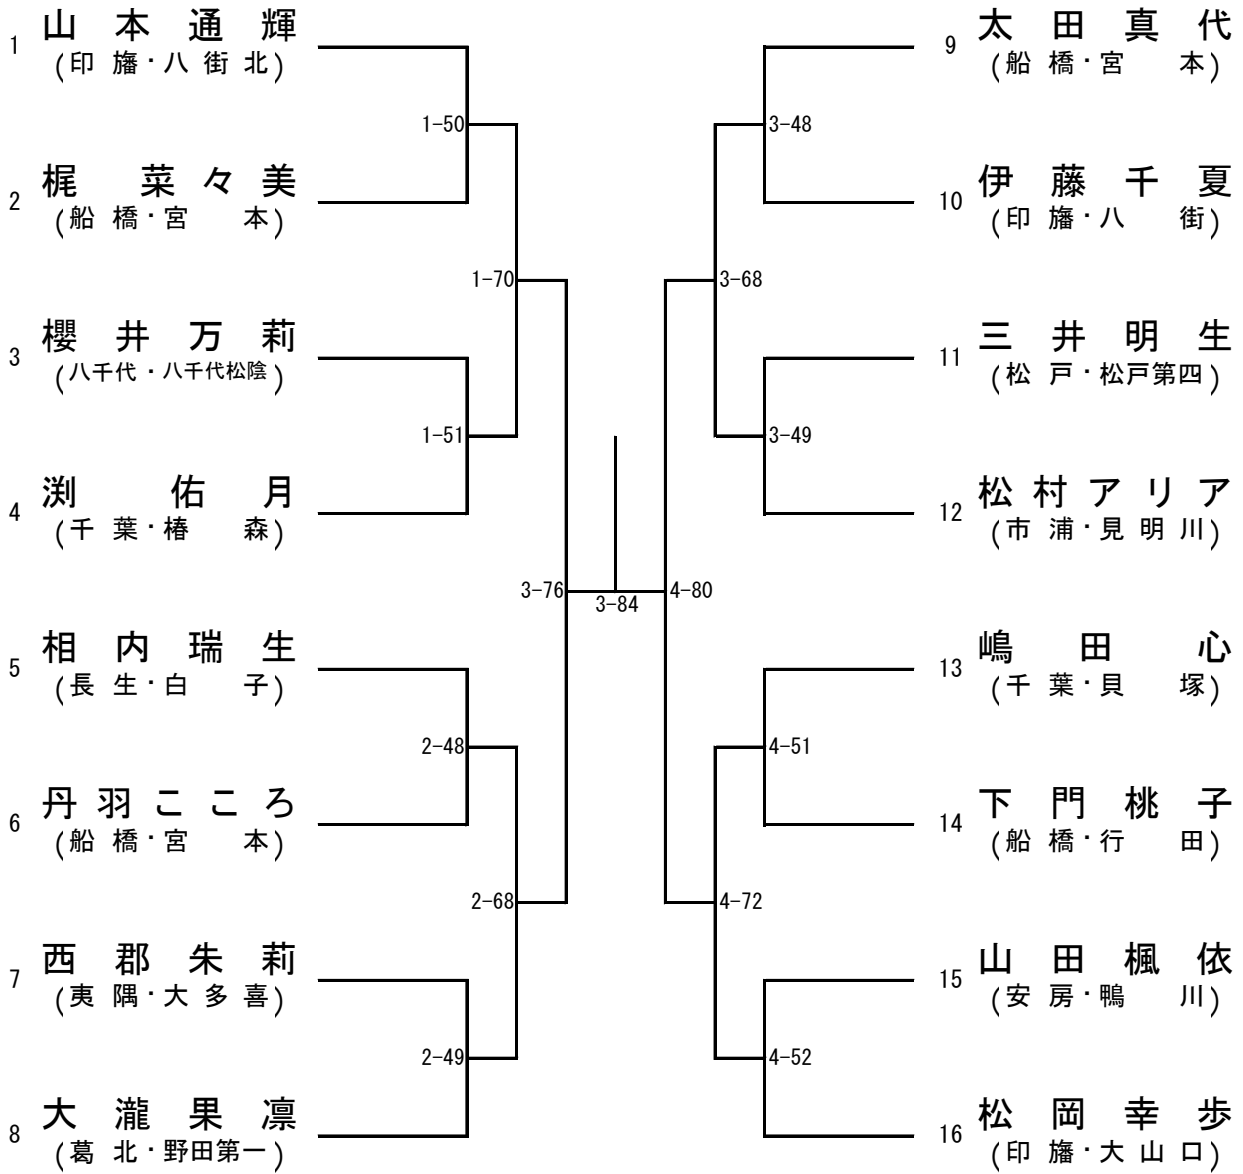 1 山本通輝
(印旛・八街北)
1-50
2 梶菜々美
(船橋・宮本)
1-70
3 櫻井万莉
(八千代・八千代松陰)
1-51
4 渕佑月
(千葉・椿森)
3-76
5 相内瑞生
(長生・白子)
2-48
6 丹羽こころ
(船橋・宮本)
2-68
7 西郡朱莉
(夷隅・大多喜)
2-49
8 大瀧果凛
(葛北・野田第一)
3-84
9 太田真代
(船橋・宮本)
3-48
10 伊藤千夏
(印旛・八街)
3-68
11 三井明生
(松戸・松戸第四)
3-49
12 松村アリア
(市浦・見明川)
4-80
13 嶋田心
(千葉・貝塚)
4-51
14 下門桃子
(船橋・行田)
4-72
15 山田楓依
(安房・鴨川)
4-52
16 松岡幸歩
(印旛・大山口)